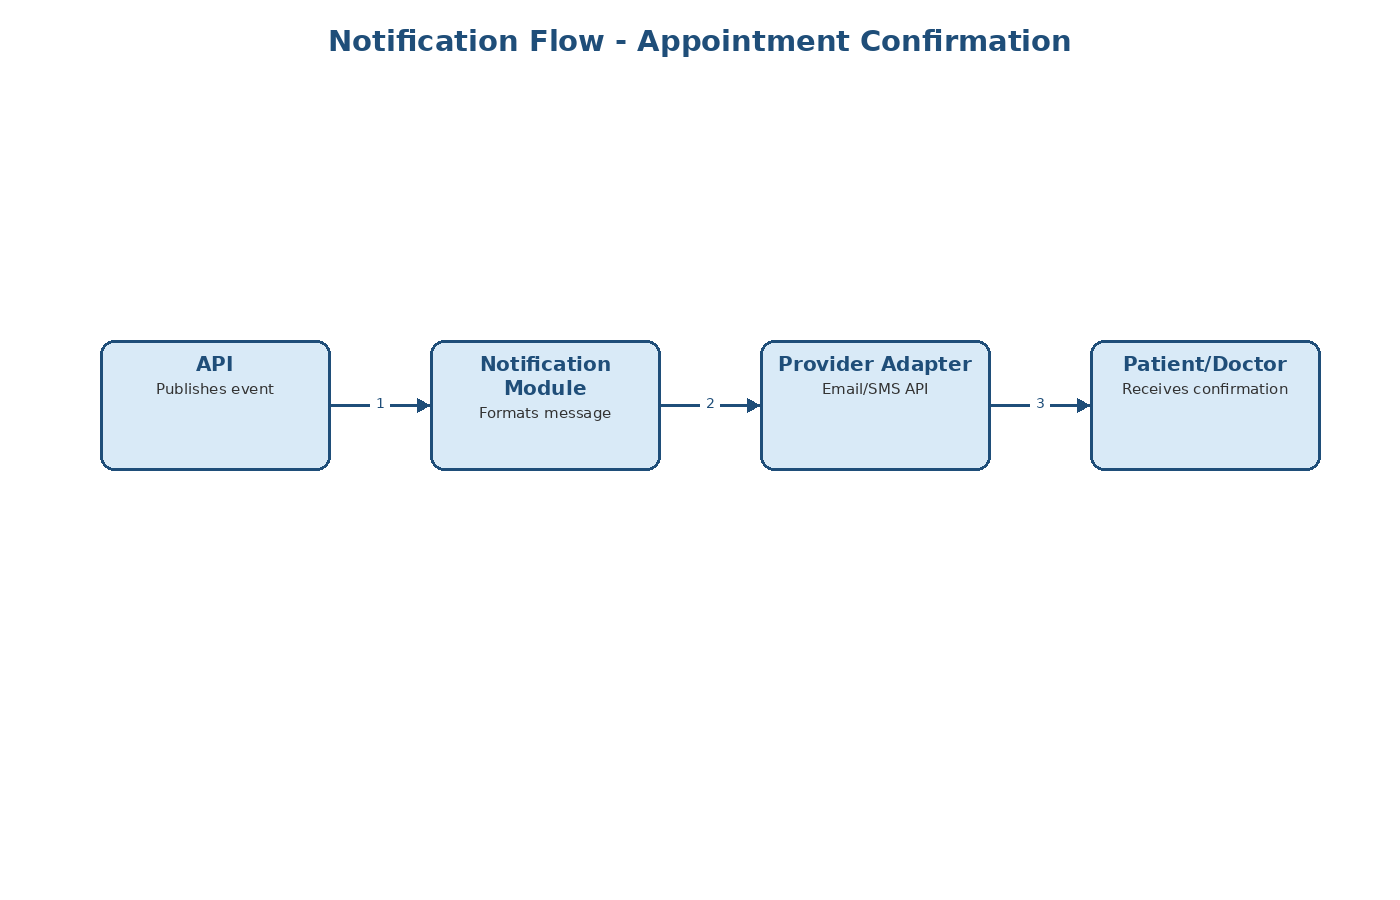 Notification Flow - Appointment Confirmation
API
Publishes event
1
Notification
Module
Formats message
2
Provider Adapter
Email/SMS API
3
Patient/Doctor
Receives confirmation